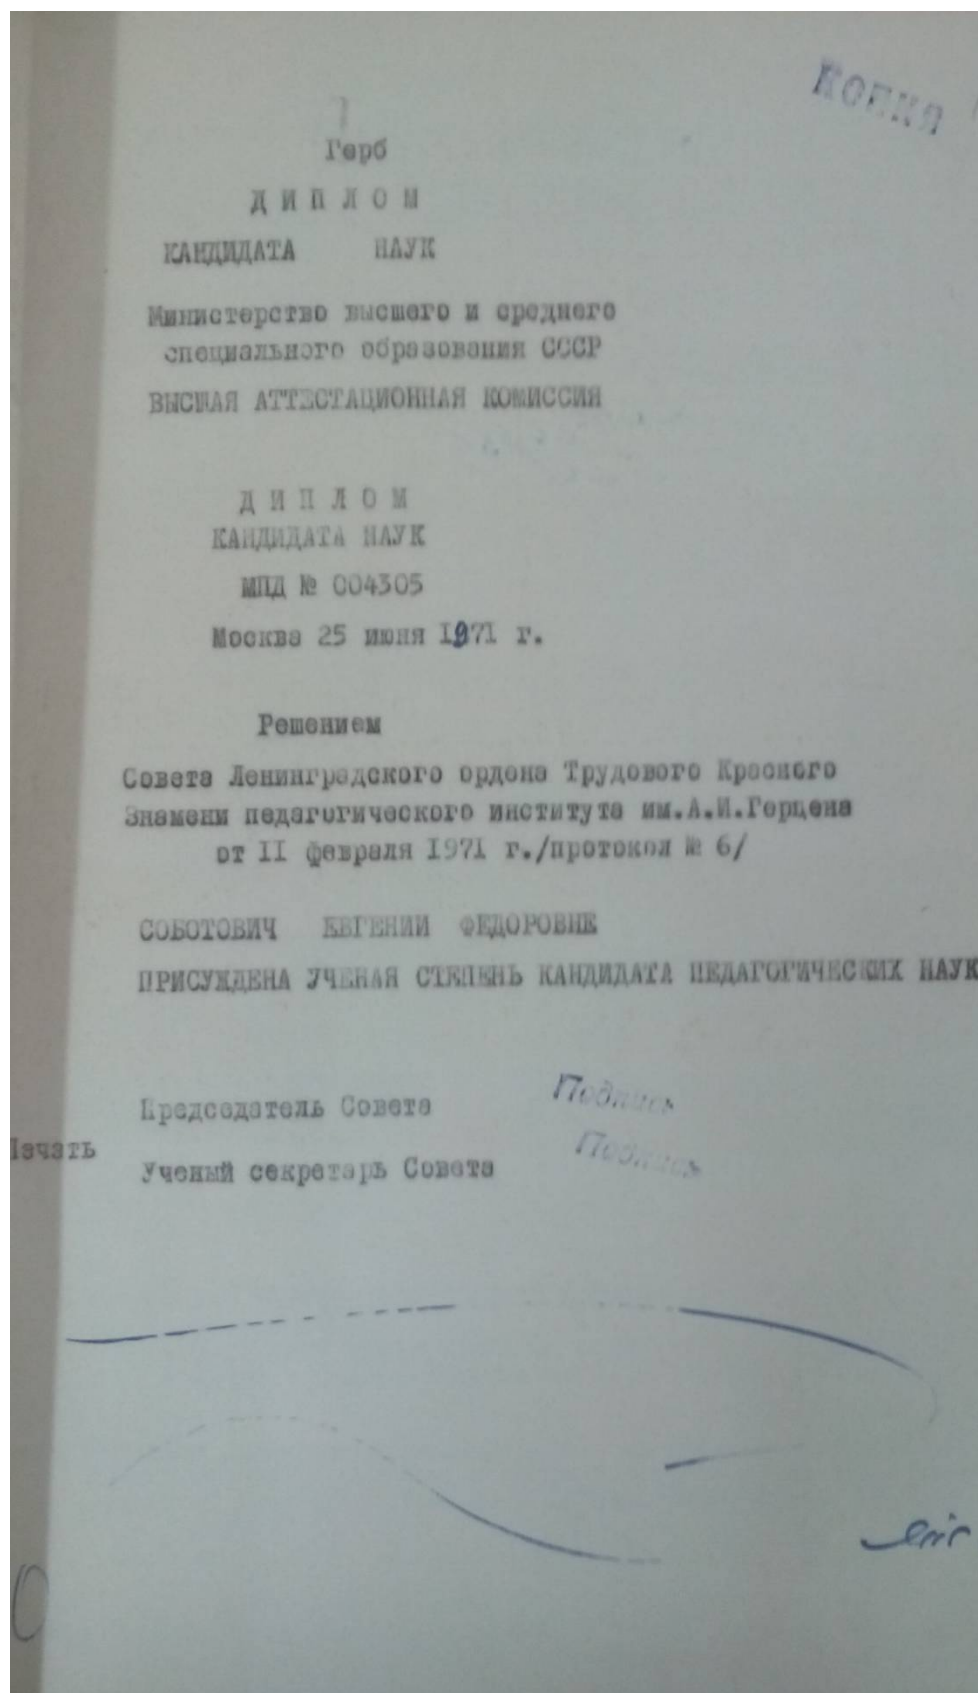 КОПИЯ
Герб
Д И П Л О М
КАНДИДАТА НАУК
Министерство высшего и среднего
специального образования СССР
ВЫСШАЯ АТТЕСТАЦИОННАЯ КОМИССИЯ
Д И П Л О М
КАНДИДАТА НАУК
МПД № 004305
Москва 25 июня 1971 г.
Решением
Совета Ленинградского ордена Трудового Красного
Знамени педагогического института им.А.И.Герцена
от II февраля 1971 г./протокол № 6/
СОБОТОВИЧ ЕВГЕНИИ ФЕДОРОВНЕ
ПРИСУЖДЕНА УЧЕНАЯ СТЕПЕНЬ КАНДИДАТА ПЕДАГОГИЧЕСКИХ НАУК
Председатель Совета Подпись
Печать
Ученый секретарь Совета Подпись